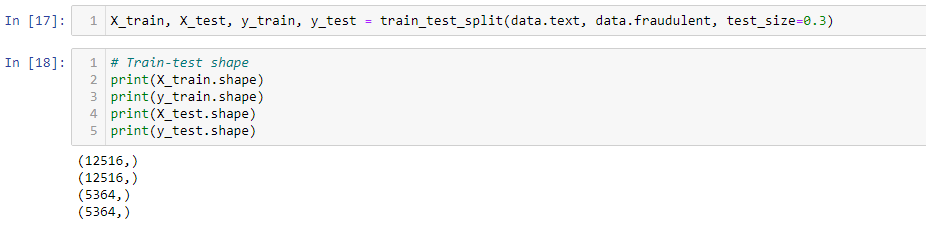 In [17]: 1 X_train, X_test, y_train, y_test = train_test_split(data.text, data.fraudulent, test_size=0.3)
In [18]: 1 # Train-test shape
2 print(X_train.shape)
3 print(y_train.shape)
4 print(X_test.shape)
5 print(y_test.shape)
(12516,)
(12516,)
(5364,)
(5364,)